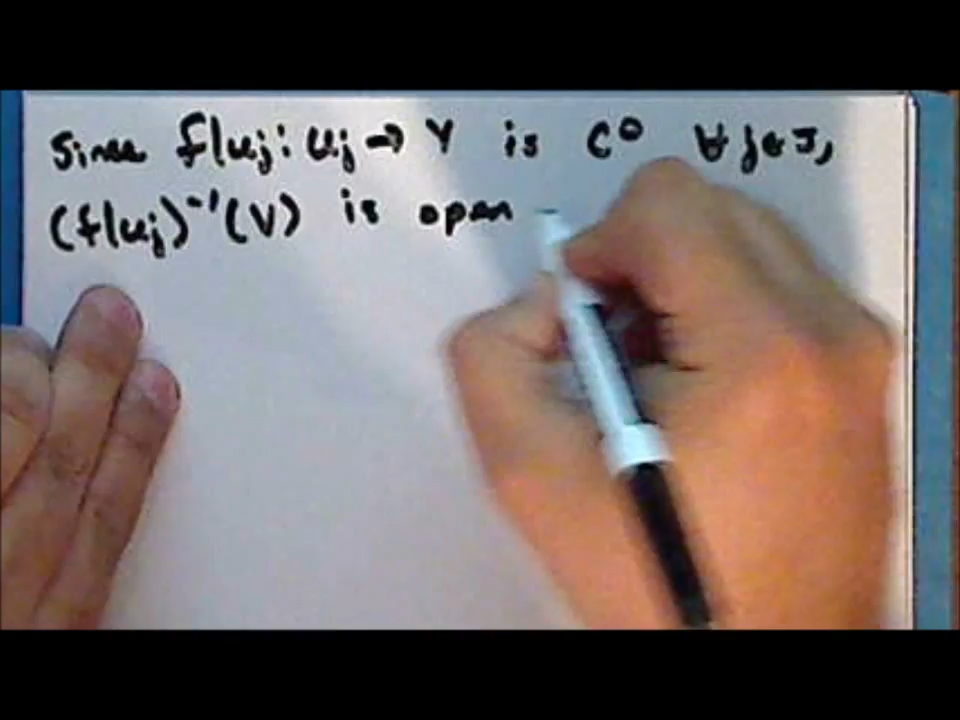 Since f|uj: uj → Y is C⁰ ∀ j∈J,
(f|uj)⁻¹(V) is open